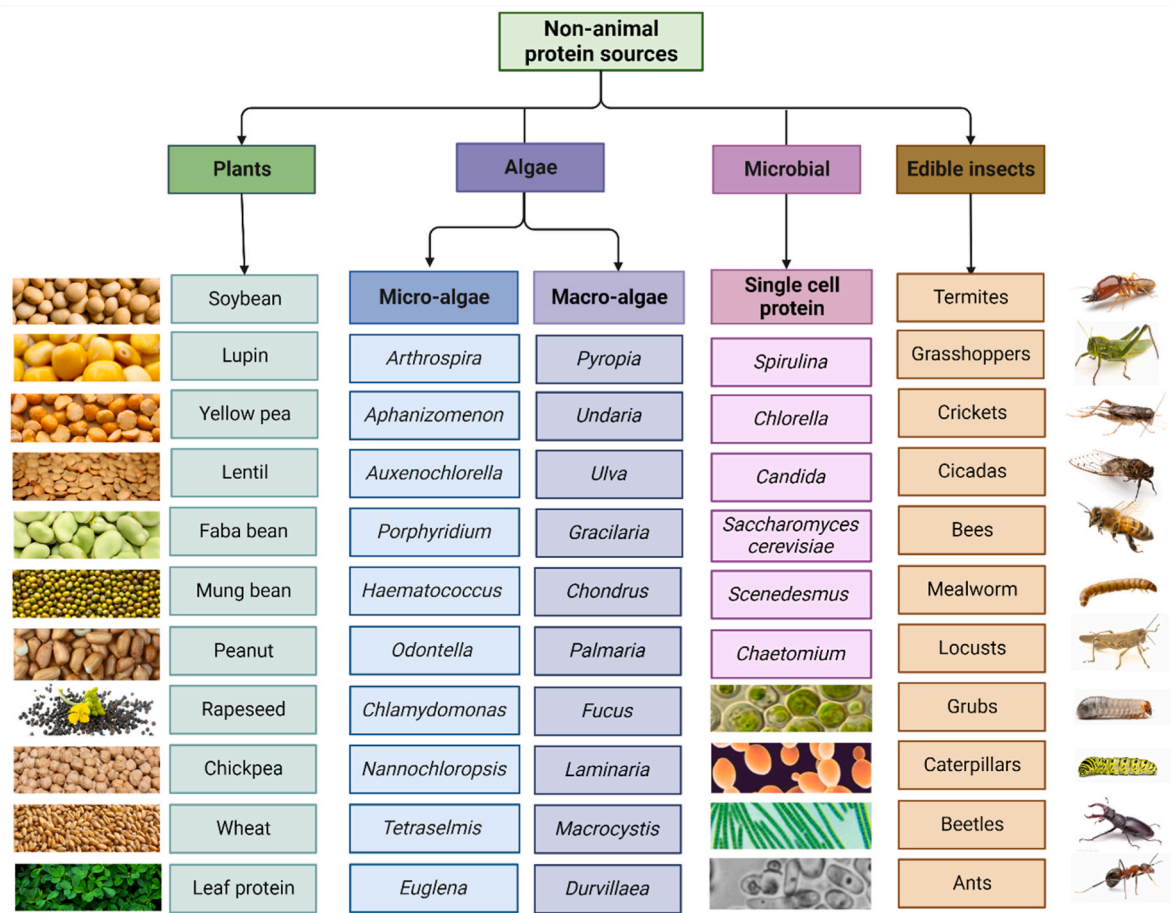 Non-animal
protein sources
Plants
Algae
Microbial
Edible insects
Soybean
Micro-algae
Macro-algae
Single cell
protein
Termites
Lupin
Arthrospira
Pyropia
Spirulina
Grasshoppers
Yellow pea
Aphanizomenon
Undaria
Chlorella
Crickets
Lentil
Auxenochlorella
Ulva
Candida
Cicadas
Faba bean
Porphyridium
Gracilaria
Saccharomyces
cerevisiae
Bees
Mung bean
Haematococcus
Chondrus
Scenedesmus
Mealworm
Peanut
Odontella
Palmaria
Chaetomium
Locusts
Rapeseed
Chlamydomonas
Fucus
Grubs
Chickpea
Nannochloropsis
Laminaria
Caterpillars
Wheat
Tetraselmis
Macrocystis
Beetles
Leaf protein
Euglena
Durvillaea
Ants